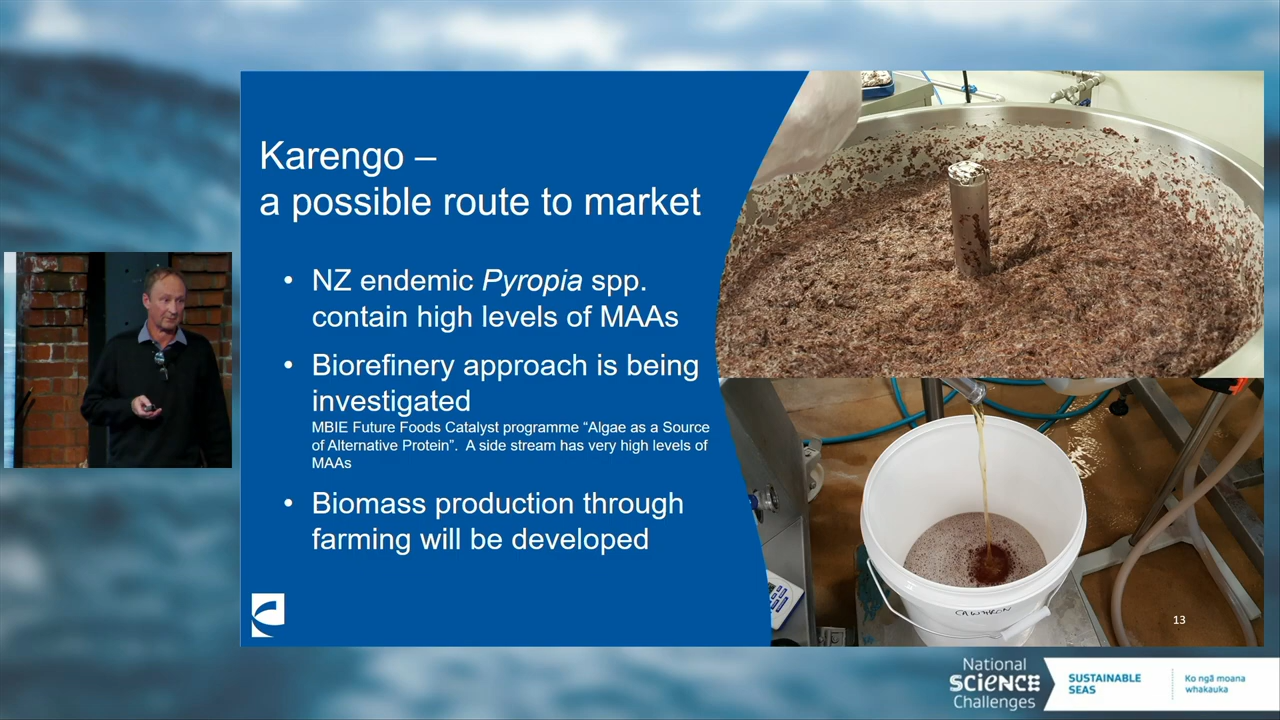 Karengo –
a possible route to market
• NZ endemic Pyropia spp.
contain high levels of MAAs
• Biorefinery approach is being
investigated
MBIE Future Foods Catalyst programme “Algae as a Source
of Alternative Protein”.  A side stream has very high levels of
MAAs
• Biomass production through
farming will be developed
CAWTHRON
13
National
SCIENCE
Challenges
SUSTAINABLE
SEAS
Ko ngā moana
whakauka